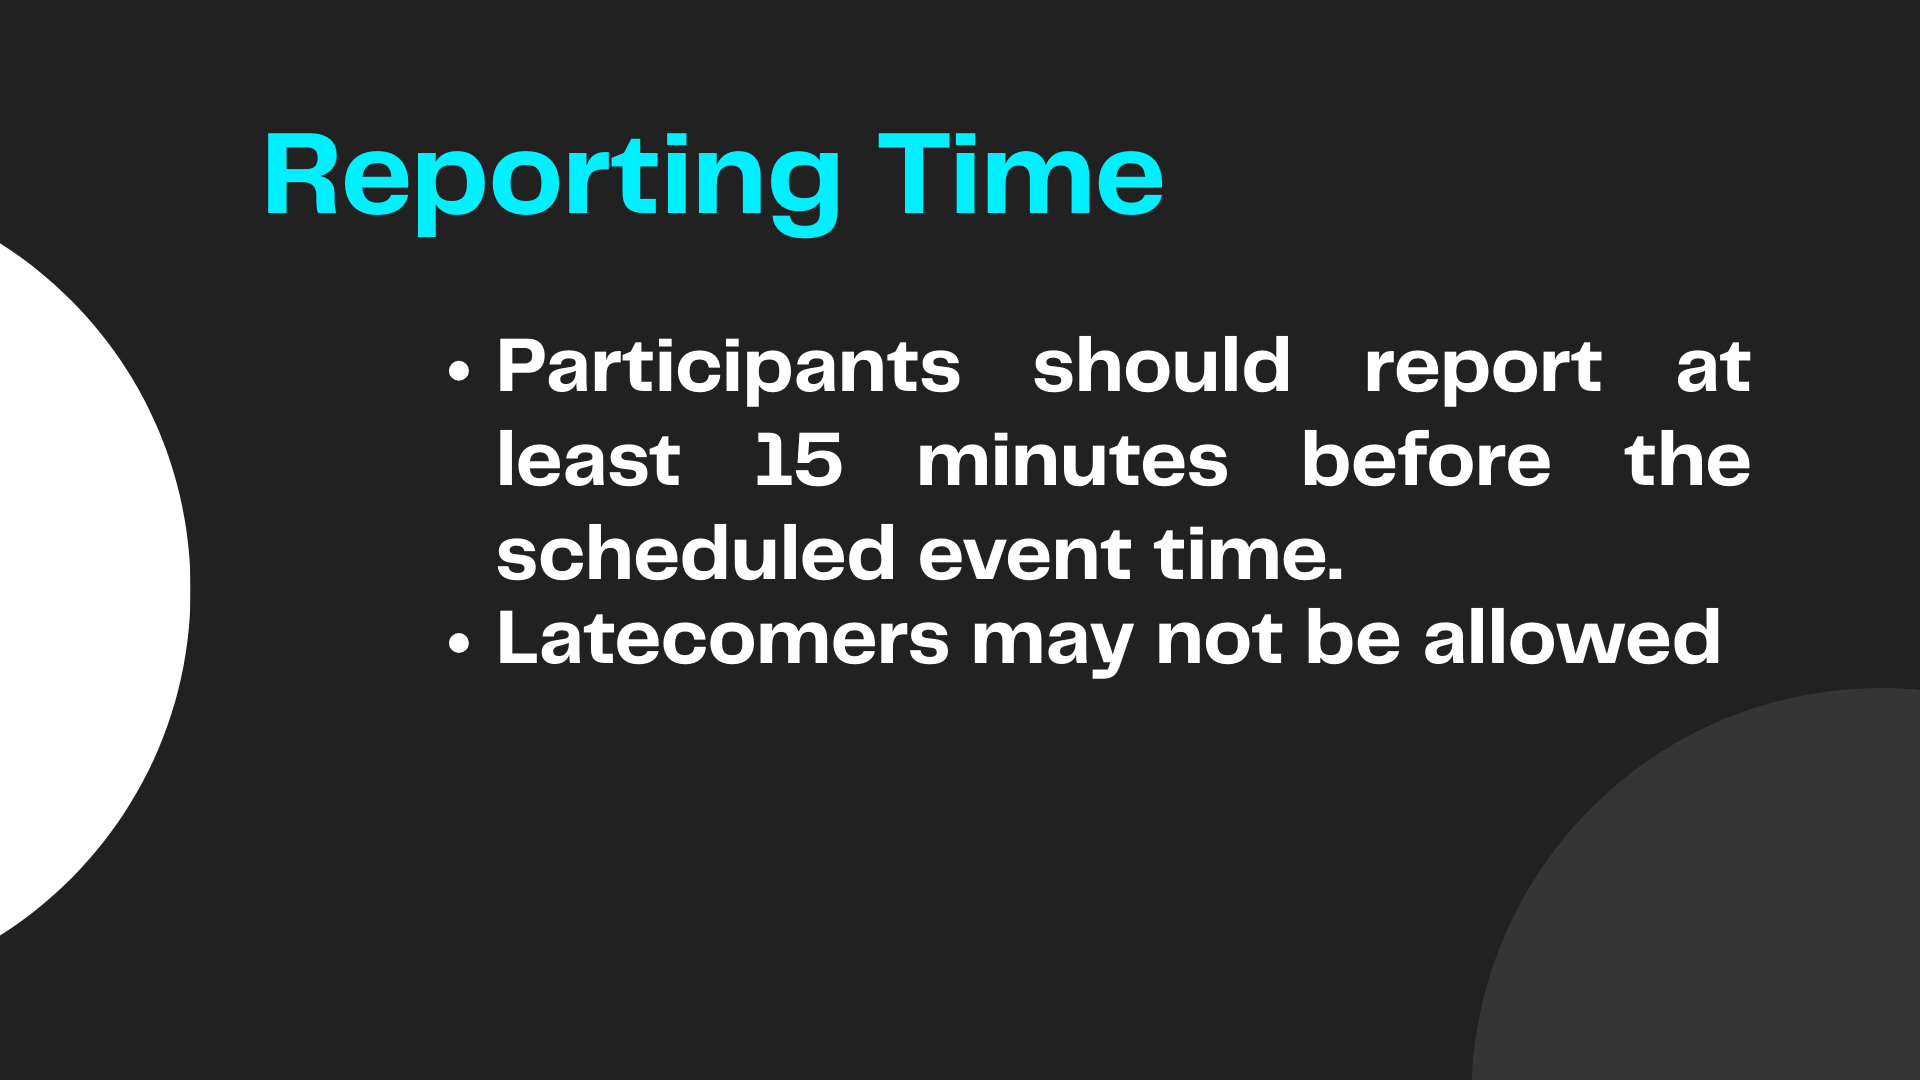 Reporting Time
• Participants should report at
least 15 minutes before the
scheduled event time.
• Latecomers may not be allowed